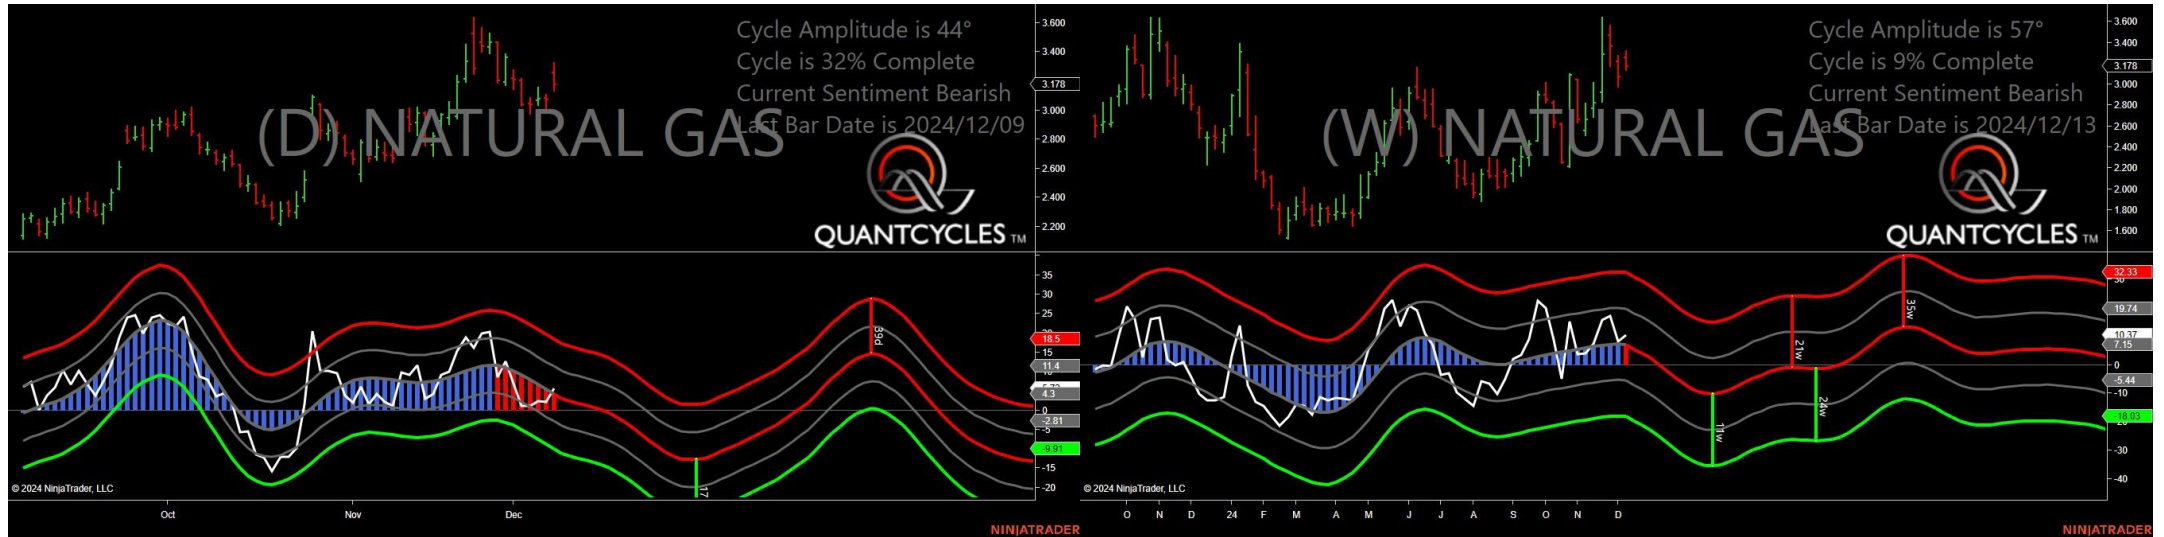 Cycle Amplitude is 44°
Cycle is 32% Complete
Current Sentiment Bearish
Last Bar Date is 2024/12/09
(D) NATURAL GAS
QUANTCYCLES TM
3.600
3.400
3.178
3.000
2.800
2.600
2.400
2.200
35
30
25
18.5
15
11.4
4.3
0
-2.81
-5
-9.91
-15
-20
39d
17
© 2024 NinjaTrader, LLC
Oct Nov Dec
NINJATRADER
Cycle Amplitude is 57°
Cycle is 9% Complete
Current Sentiment Bearish
Last Bar Date is 2024/12/13
(W) NATURAL GAS
QUANTCYCLES TM
3.600
3.400
3.178
3.000
2.800
2.600
2.400
2.200
2.000
1.800
1.600
32.33
30
19.74
10.37
7.15
0
-5.44
-10
-18.03
-30
-40
11w
21w
24w
35w
© 2024 NinjaTrader, LLC
O N D 24 F M A M J J A S O N D
NINJATRADER